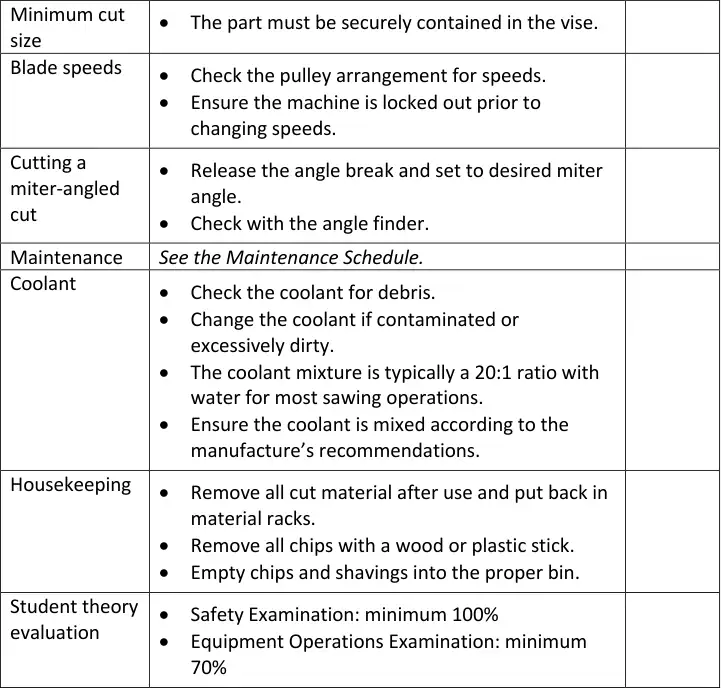 Minimum cut
size
• The part must be securely contained in the vise.
Blade speeds
• Check the pulley arrangement for speeds.
• Ensure the machine is locked out prior to
changing speeds.
Cutting a
miter-angled
cut
• Release the angle break and set to desired miter
angle.
• Check with the angle finder.
Maintenance
See the Maintenance Schedule.
Coolant
• Check the coolant for debris.
• Change the coolant if contaminated or
excessively dirty.
• The coolant mixture is typically a 20:1 ratio with
water for most sawing operations.
• Ensure the coolant is mixed according to the
manufacture’s recommendations.
Housekeeping
• Remove all cut material after use and put back in
material racks.
• Remove all chips with a wood or plastic stick.
• Empty chips and shavings into the proper bin.
Student theory
evaluation
• Safety Examination: minimum 100%
• Equipment Operations Examination: minimum
70%